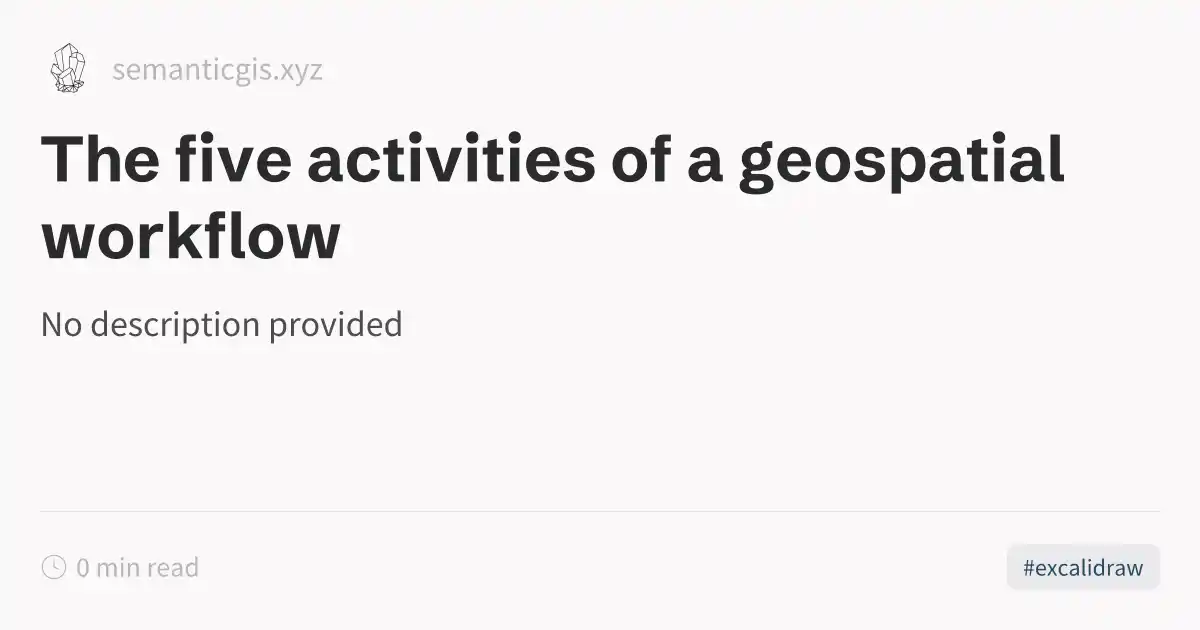 semanticgis.xyz
The five activities of a geospatial
workflow
No description provided
0 min read
#excalidraw